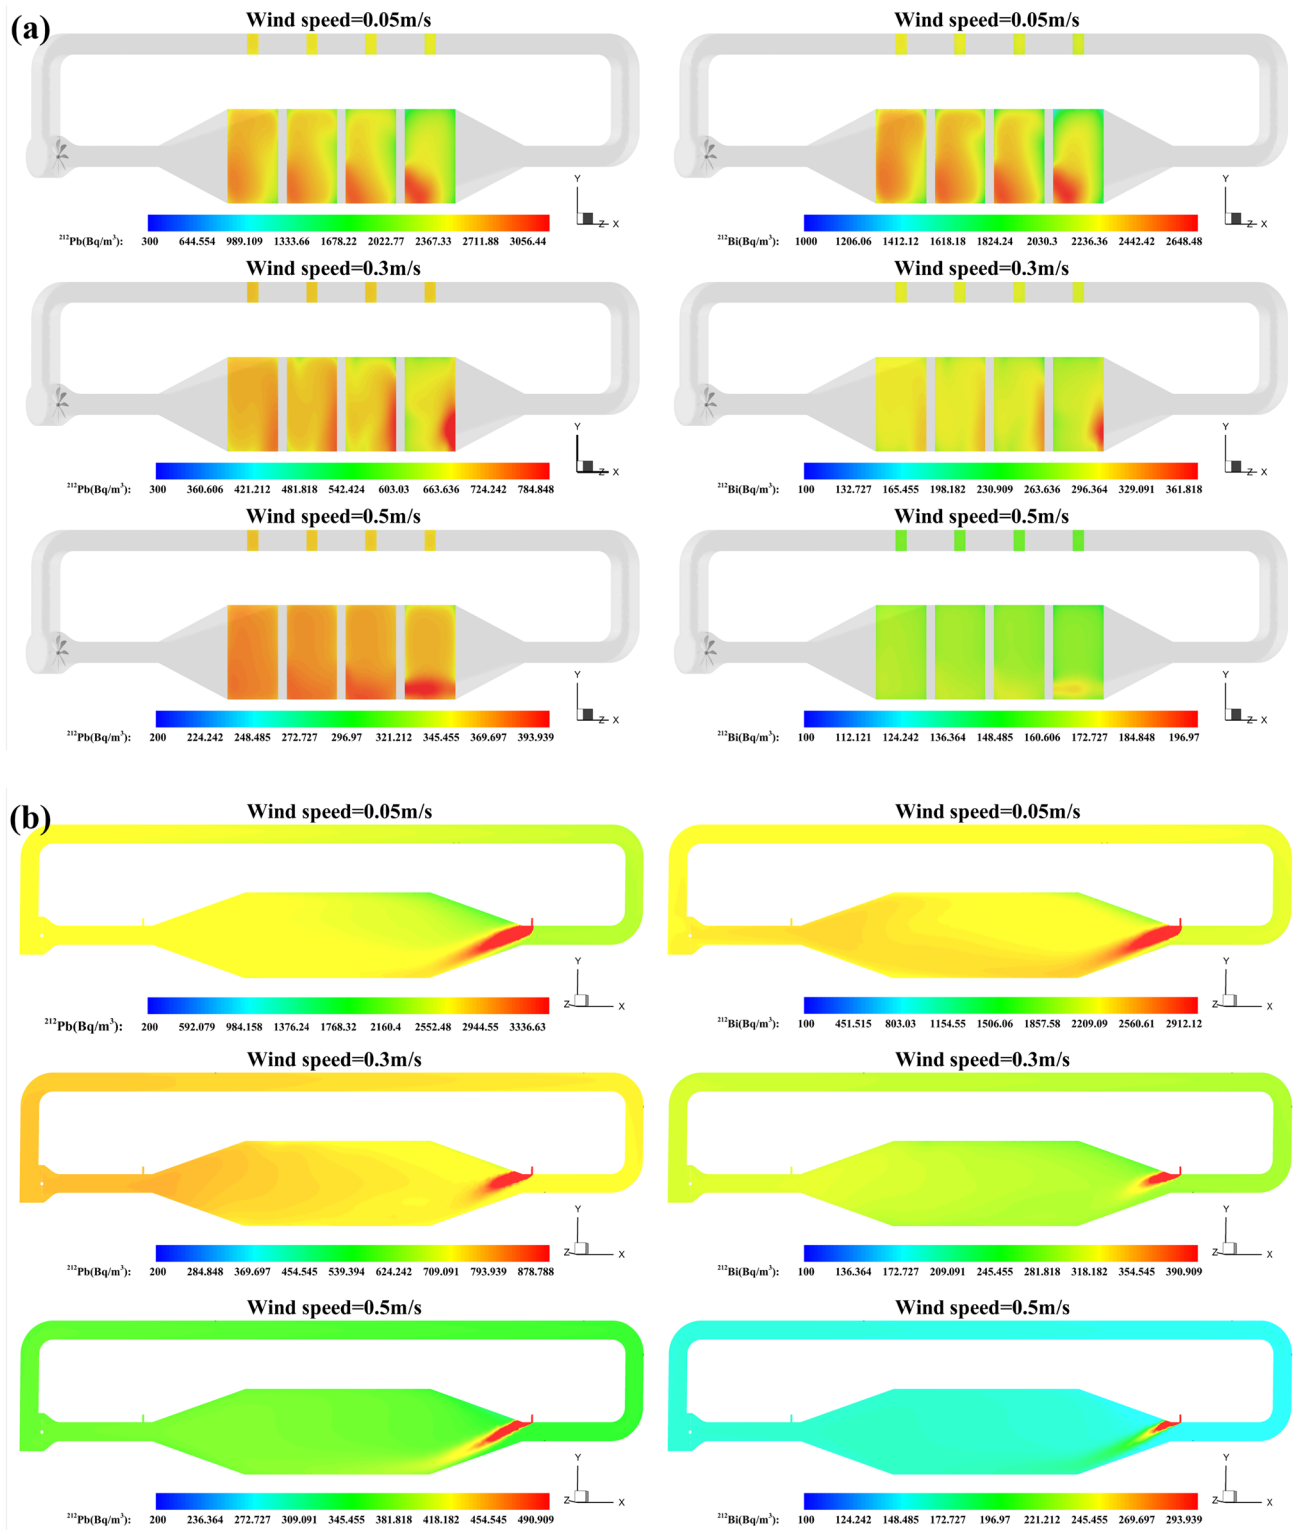 (a)
Wind speed=0.05m/s
Wind speed=0.05m/s
Y
Z X
Y
Z X
²¹²Pb(Bq/m³): 300 644.554 989.109 1333.66 1678.22 2022.77 2367.33 2711.88 3056.44
²¹²Bi(Bq/m³): 1000 1206.06 1412.12 1618.18 1824.24 2030.3 2236.36 2442.42 2648.48
Wind speed=0.3m/s
Wind speed=0.3m/s
Y
Z X
Y
Z X
²¹²Pb(Bq/m³): 300 360.606 421.212 481.818 542.424 603.03 663.636 724.242 784.848
²¹²Bi(Bq/m³): 100 132.727 165.455 198.182 230.909 263.636 296.364 329.091 361.818
Wind speed=0.5m/s
Wind speed=0.5m/s
Y
Z X
Y
Z X
²¹²Pb(Bq/m³): 200 224.242 248.485 272.727 296.97 321.212 345.455 369.697 393.939
²¹²Bi(Bq/m³): 100 112.121 124.242 136.364 148.485 160.606 172.727 184.848 196.97
(b)
Wind speed=0.05m/s
Wind speed=0.05m/s
Y
Z X
Y
Z X
²¹²Pb(Bq/m³): 200 592.079 984.158 1376.24 1768.32 2160.4 2552.48 2944.55 3336.63
²¹²Bi(Bq/m³): 100 451.515 803.03 1154.55 1506.06 1857.58 2209.09 2560.61 2912.12
Wind speed=0.3m/s
Wind speed=0.3m/s
Y
Z X
Y
Z X
²¹²Pb(Bq/m³): 200 284.848 369.697 454.545 539.394 624.242 709.091 793.939 878.788
²¹²Bi(Bq/m³): 100 136.364 172.727 209.091 245.455 281.818 318.182 354.545 390.909
Wind speed=0.5m/s
Wind speed=0.5m/s
Y
Z X
Y
Z X
²¹²Pb(Bq/m³): 200 236.364 272.727 309.091 345.455 381.818 418.182 454.545 490.909
²¹²Bi(Bq/m³): 100 124.242 148.485 172.727 196.97 221.212 245.455 269.697 293.939